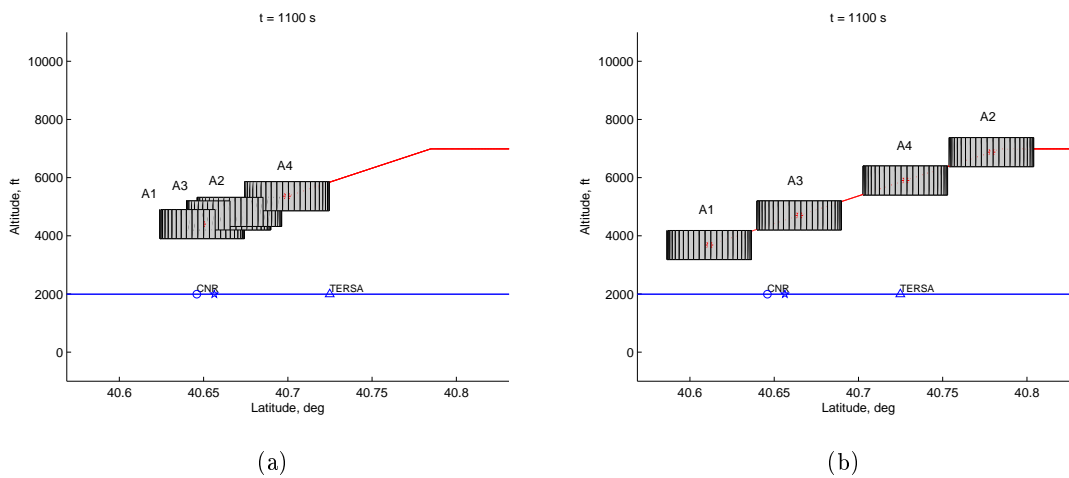 t = 1100 s
10000
8000
6000
4000
2000
0
Altitude, ft
A1
A3
A2
A4
CNR
TERSA
40.6
40.65
40.7
40.75
40.8
Latitude, deg
(a)
t = 1100 s
10000
8000
6000
4000
2000
0
Altitude, ft
A1
A3
A4
A2
CNR
TERSA
40.6
40.65
40.7
40.75
40.8
Latitude, deg
(b)